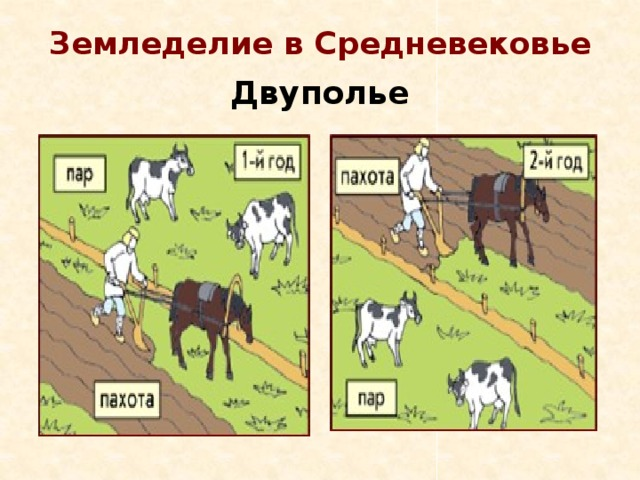 Земледелие в Средневековье
Двуполье
пар
1-й год
пахота
пахота
2-й год
пар